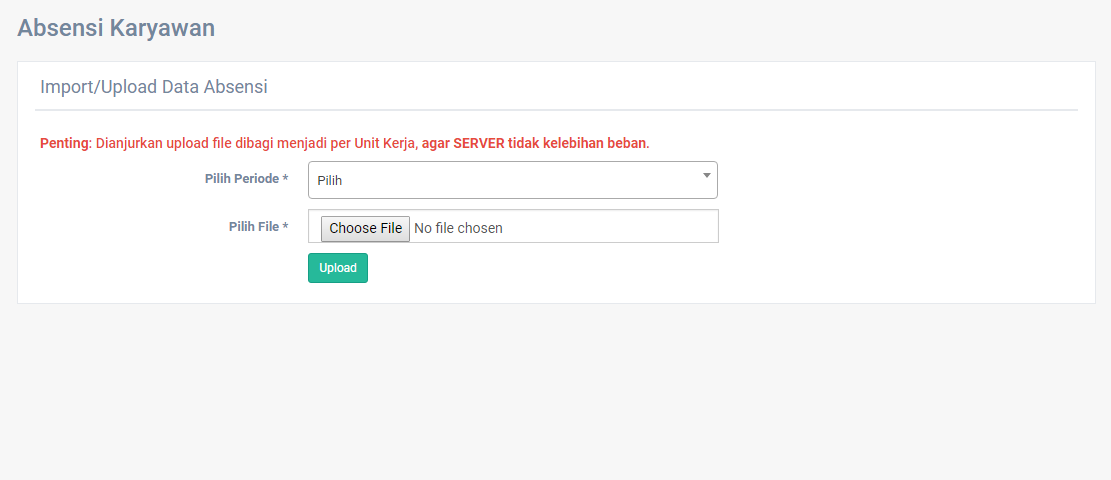 Absensi Karyawan
Import/Upload Data Absensi
Penting: Dianjurkan upload file dibagi menjadi per Unit Kerja, agar SERVER tidak kelebihan beban.
Pilih Periode * Pilih
Pilih File * Choose File No file chosen
Upload